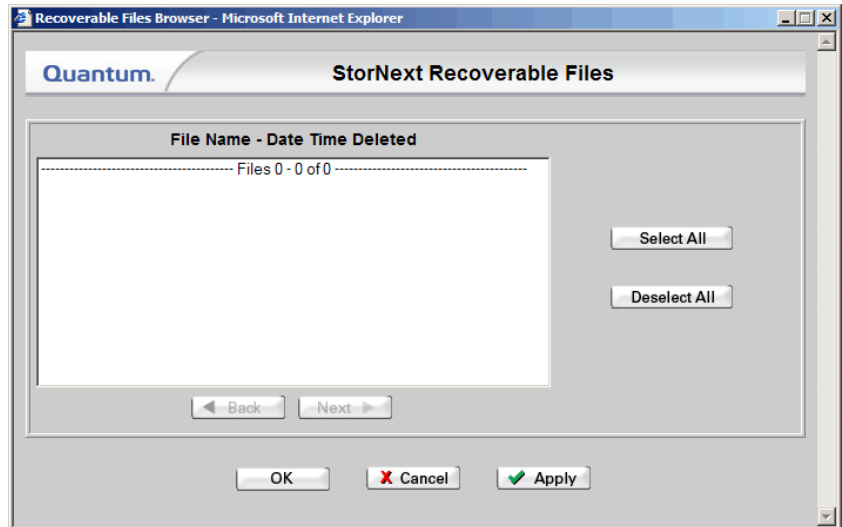 Recoverable Files Browser - Microsoft Internet Explorer
Quantum.
StorNext Recoverable Files
File Name - Date Time Deleted
----------------------------------------- Files 0 - 0 of 0 -----------------------------------------
Select All
Deselect All
Back Next
OK Cancel Apply